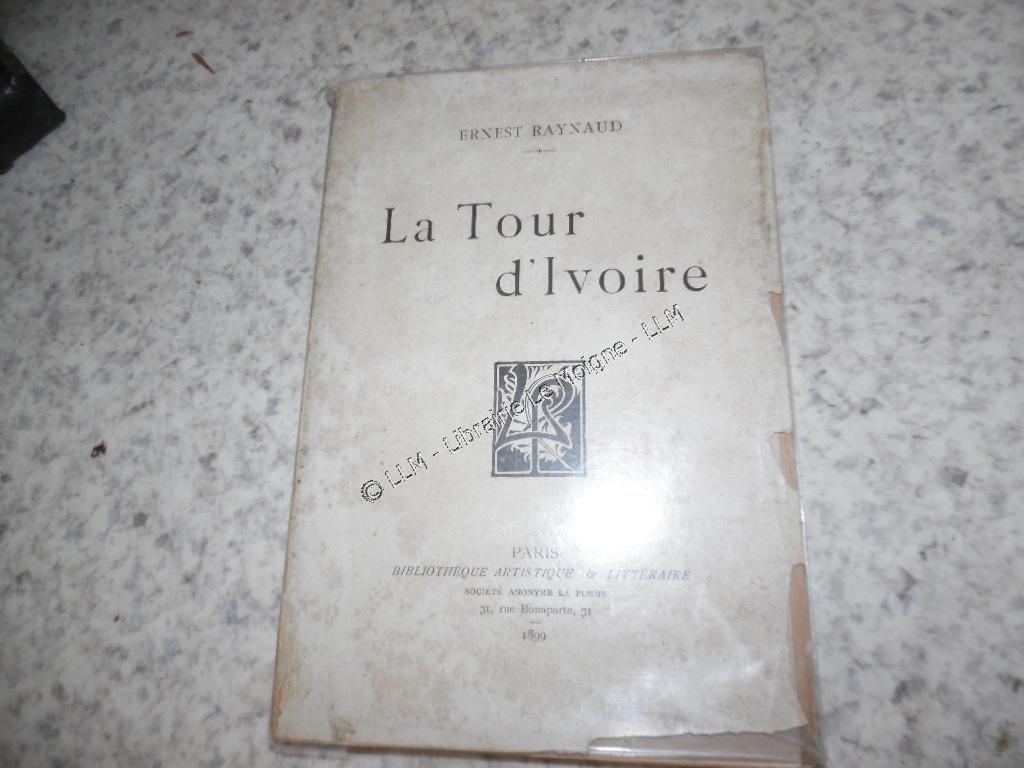 ERNEST RAYNAUD
La Tour
d'Ivoire
© LLM - Librairie Le Moigne - LLM
LP
PARIS
BIBLIOTHÈQUE ARTISTIQUE & LITTÉRAIRE
SOCIÉTÉ ANONYME LA PLUME
31, rue Bonaparte, 31
1899